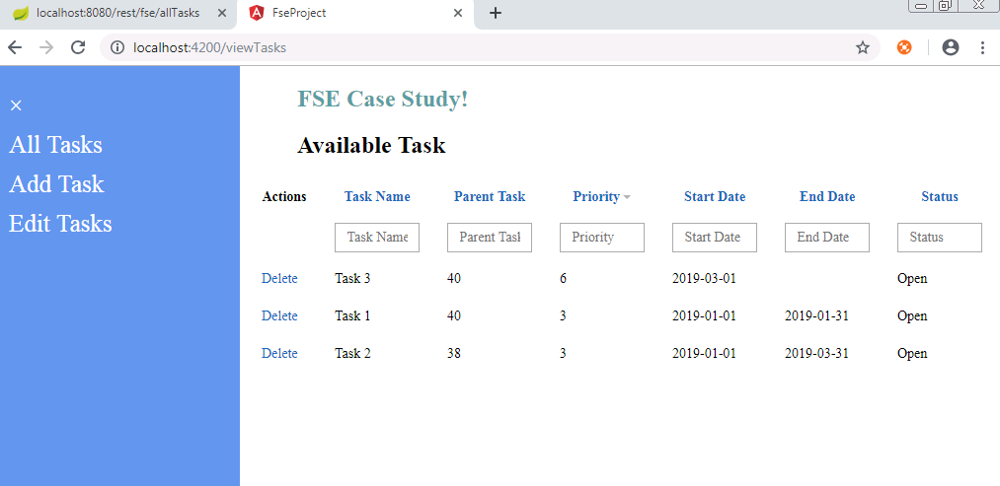 localhost:8080/rest/fse/allTasks × FseProject × +
localhost:4200/viewTasks
×
All Tasks
Add Task
Edit Tasks
FSE Case Study!
Available Task
Actions Task Name Parent Task Priority Start Date End Date Status
Task Name Parent Task Priority Start Date End Date Status
Delete Task 3 40 6 2019-03-01 Open
Delete Task 1 40 3 2019-01-01 2019-01-31 Open
Delete Task 2 38 3 2019-01-01 2019-03-31 Open